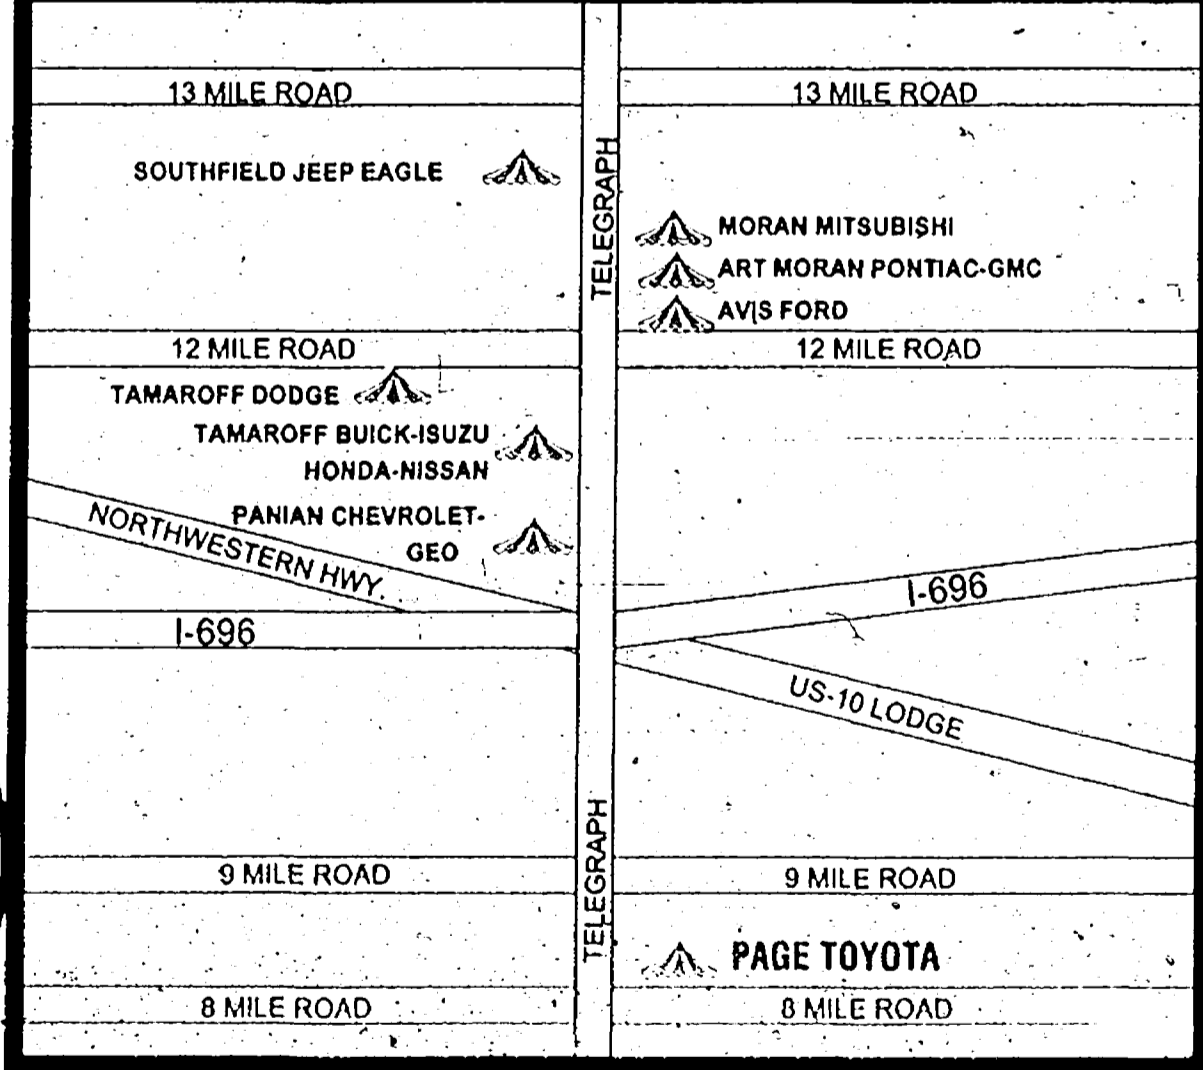 13 MILE ROAD
13 MILE ROAD
SOUTHFIELD JEEP EAGLE
TELEGRAPH
MORAN MITSUBISHI
ART MORAN PONTIAC-GMC
AVIS FORD
12 MILE ROAD
12 MILE ROAD
TAMAROFF DODGE
TAMAROFF BUICK-ISUZU
HONDA-NISSAN
PANIAN CHEVROLET-
GEO
NORTHWESTERN HWY.
I-696
I-696
US-10 LODGE
TELEGRAPH
9 MILE ROAD
9 MILE ROAD
PAGE TOYOTA
8 MILE ROAD
8 MILE ROAD